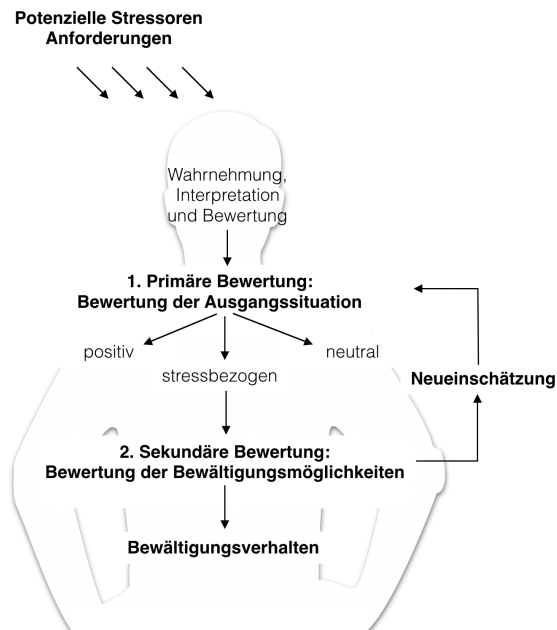 Potenzielle Stressoren
Anforderungen
Wahrnehmung,
Interpretation
und Bewertung
1. Primäre Bewertung:
Bewertung der Ausgangssituation
positiv
neutral
stressbezogen
Neueinschätzung
2. Sekundäre Bewertung:
Bewertung der Bewältigungsmöglichkeiten
Bewältigungsverhalten